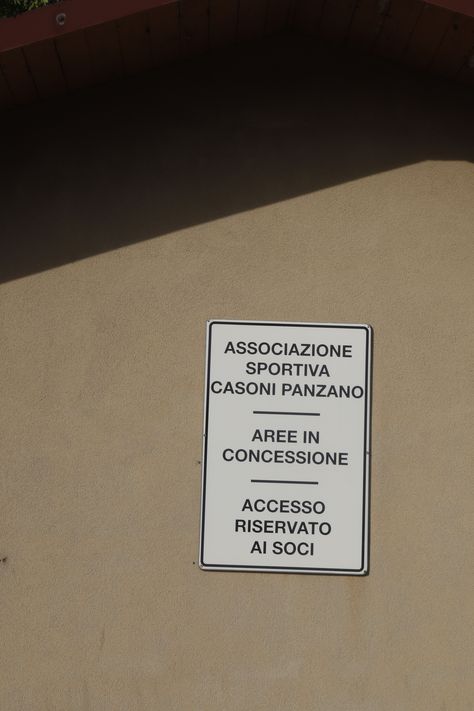 ASSOCIAZIONE
SPORTIVA
CASONI PANZANO
AREE IN
CONCESSIONE
ACCESSO
RISERVATO
AI SOCI